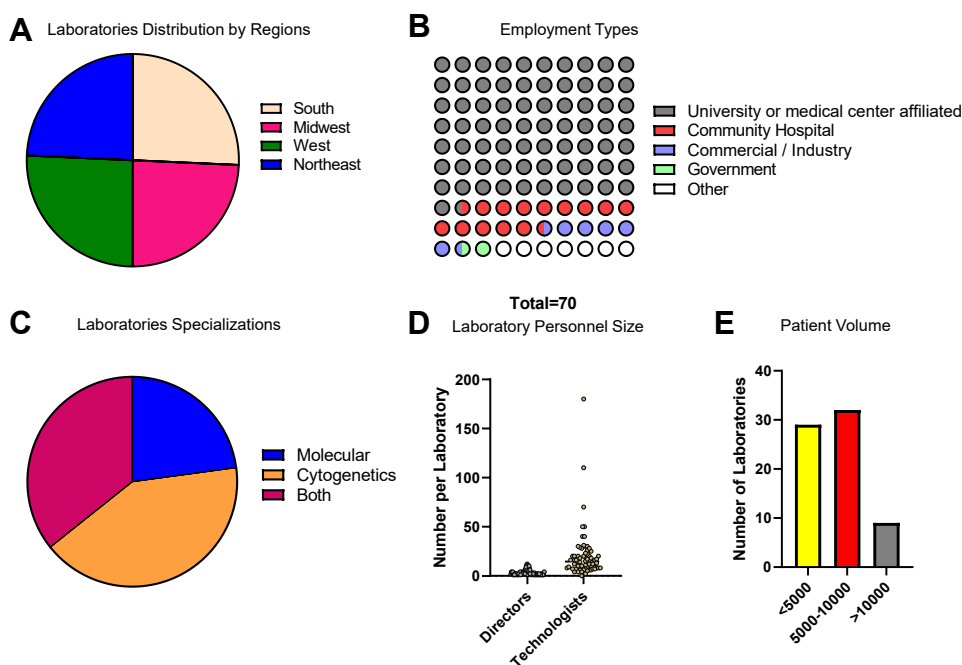 A Laboratories Distribution by Regions
South
Midwest
West
Northeast
B Employment Types
University or medical center affiliated
Community Hospital
Commercial / Industry
Government
Other
Total=70
C Laboratories Specializations
Molecular
Cytogenetics
Both
D Laboratory Personnel Size
Number per Laboratory
200
150
100
50
0
Directors
Technologists
E Patient Volume
Number of Laboratories
40
30
20
10
0
<5000
5000-10000
>10000